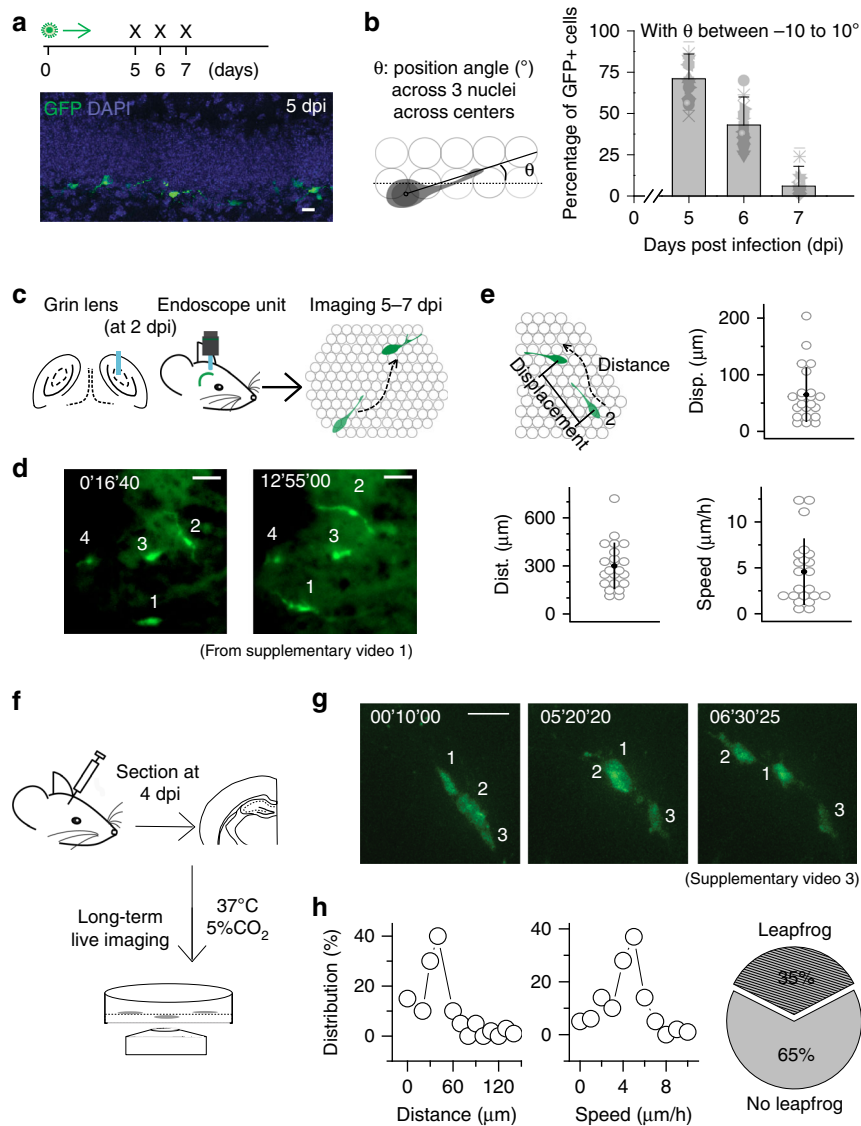 a
X X X
0 5 6 7 (days)
GFP DAPI 5 dpi
b
θ: position angle (°)
across 3 nuclei
across centers
θ
Percentage of GFP+ cells
With θ between –10 to 10°
100
75
50
25
0
0 5 6 7
Days post infection (dpi)
c
Grin lens Endoscope unit Imaging 5–7 dpi
(at 2 dpi)
d
0'16'40
4 3 2
1
12'55'00
2
4 3
1
(From supplementary video 1)
e
Distance
Displacement
2
Disp. (μm)
200
100
0
Dist. (μm)
600
300
0
Speed (μm/h)
10
5
0
f
Section at
4 dpi
Long-term
live imaging
37°C
5%CO2
g
00'10'00
1
2
3
05'20'20
1
2
3
06'30'25
2
1
3
(Supplementary video 3)
h
Distribution (%)
40
20
0
0 60 120
Distance (μm)
40
20
0
0 4 8
Speed (μm/h)
Leapfrog
35%
65%
No leapfrog